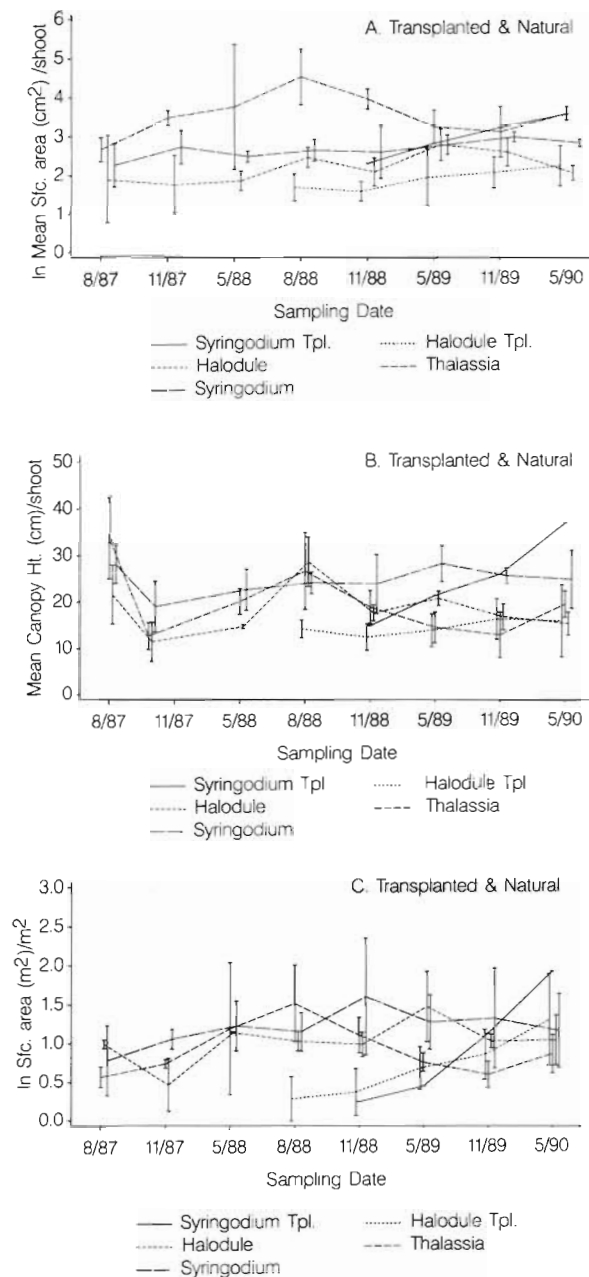 A. Transplanted & Natural
ln Mean Sfc. area (cm2) /shoot
6
5
4
3
2
1
0
8/87 11/87 5/88 8/88 11/88 5/89 11/89 5/90
Sampling Date
Syringodium Tpl. Halodule Tpl.
Halodule Thalassia
Syringodium
B. Transplanted & Natural
Mean Canopy Ht. (cm)/shoot
50
40
30
20
10
0
8/87 11/87 5/88 8/88 11/88 5/89 11/89 5/90
Sampling Date
Syringodium Tpl Halodule Tpl
Halodule Thalassia
Syringodium
C. Transplanted & Natural
ln Sfc. area (m2)/m2
3.0
2.5
2.0
1.5
1.0
0.5
0.0
8/87 11/87 5/88 8/88 11/88 5/89 11/89 5/90
Sampling Date
Syringodium Tpl. Halodule Tpl.
Halodule Thalassia
Syringodium